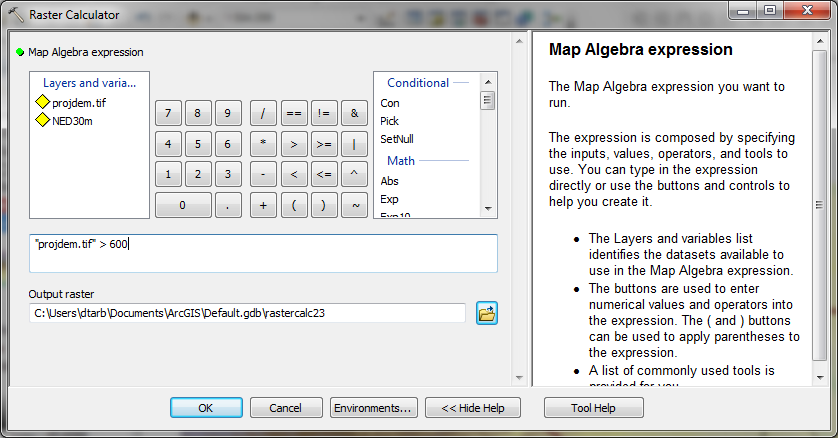 Raster Calculator
Map Algebra expression
Layers and varia...
projdem.tif
NED30m
7 8 9 / == != &
4 5 6 * > >= |
1 2 3 - < <= ^
0 . + ( ) ~
Conditional
Con
Pick
SetNull
Math
Abs
Exp
Exp10
"projdem.tif" > 600
Output raster
C:\Users\dtarb\Documents\ArcGIS\Default.gdb\rastercalc23
OK Cancel Environments... << Hide Help Tool Help
Map Algebra expression
The Map Algebra expression you want to
run.
The expression is composed by specifying
the inputs, values, operators, and tools to
use. You can type in the expression
directly or use the buttons and controls to
help you create it.
• The Layers and variables list
identifies the datasets available to
use in the Map Algebra expression.
• The buttons are used to enter
numerical values and operators into
the expression. The ( and ) buttons
can be used to apply parentheses to
the expression.
• A list of commonly used tools is
provided for you